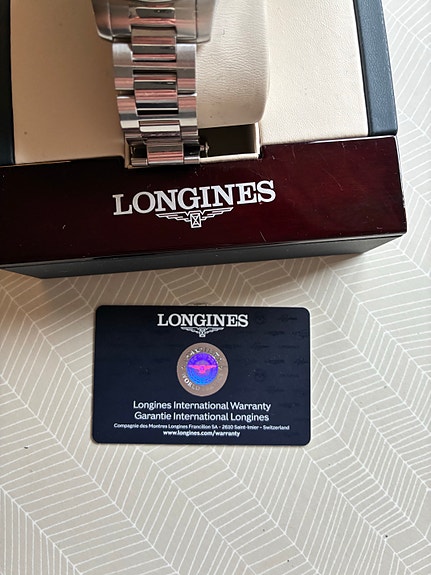 LONGINES
LONGINES
Longines International Warranty
Garantie International Longines
Compagnie des Montres Longines Francillon SA - 2610 Saint-Imier - Switzerland
www.longines.com/warranty